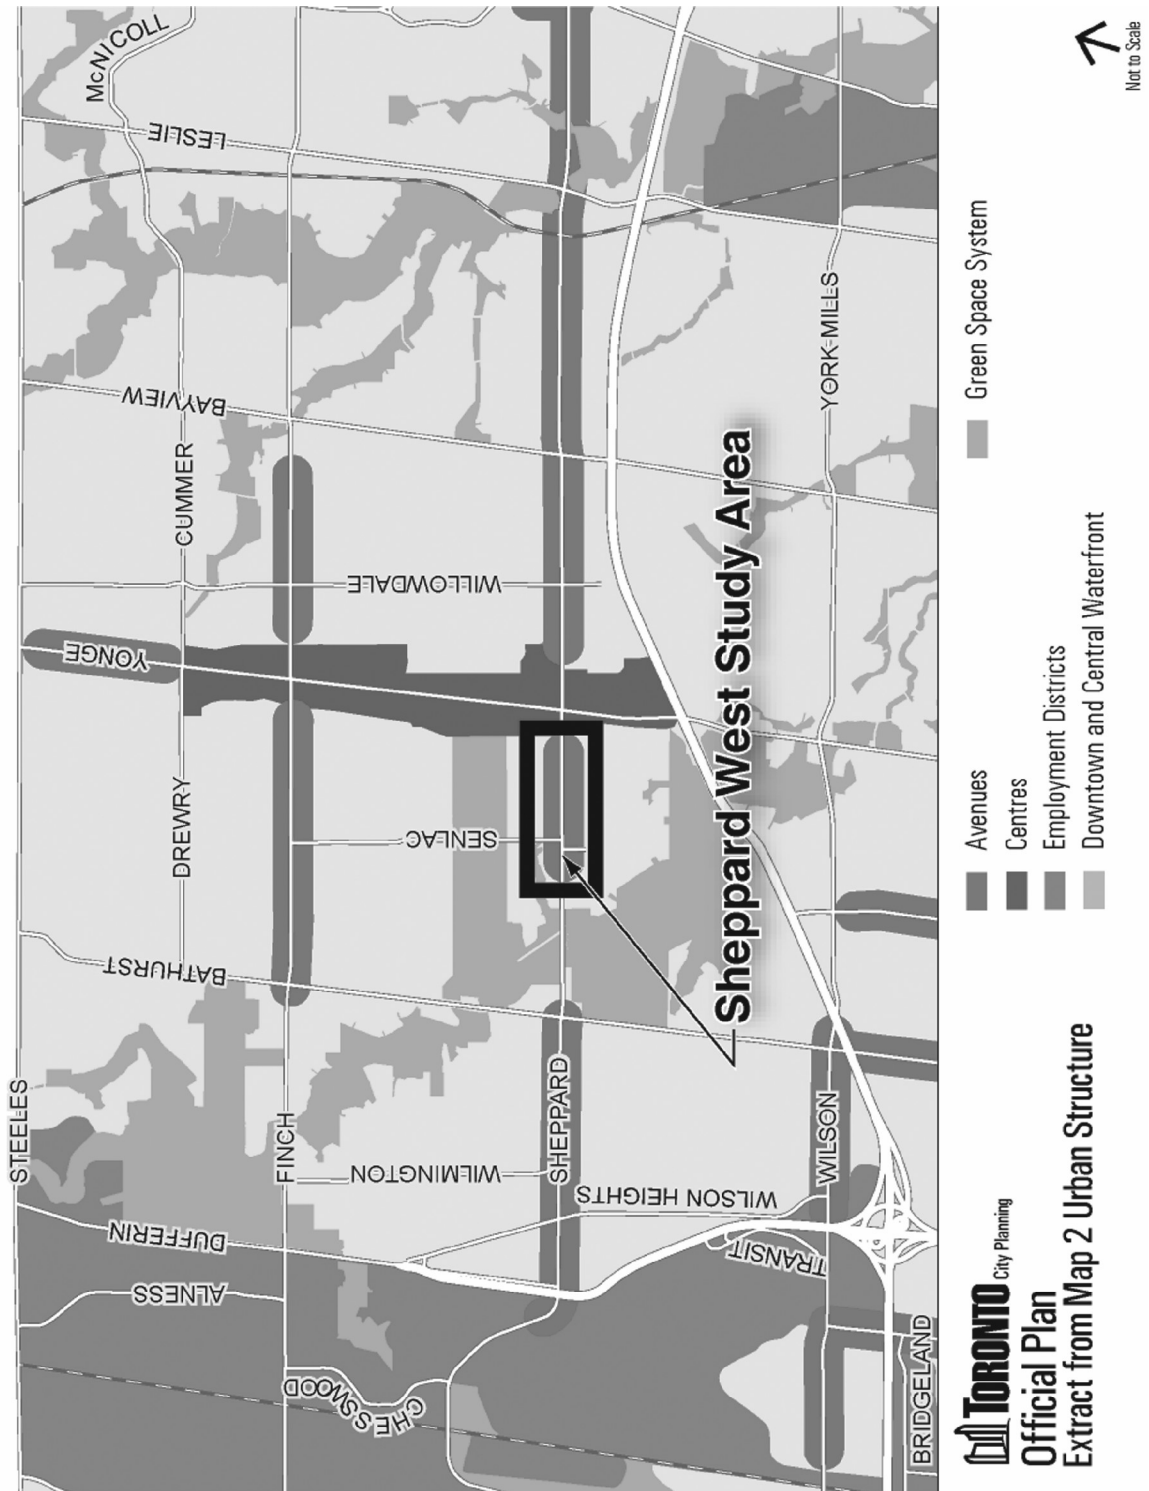 STEELES
McNICOLL
LESLIE
BAYVIEW
CUMMER
YONGE
DREWRY
BATHURST
DUFFERIN
ALNESS
FINCH
WILLOWDALE
SENLAC
WILMINGTON
CHESSWOOD
SHEPPARD
WILSON HEIGHTS
TRANSIT
YORK MILLS
WILSON
BRIDGELAND
Sheppard West Study Area
TORONTO City Planning
Official Plan
Extract from Map 2 Urban Structure
Avenues
Centres
Employment Districts
Downtown and Central Waterfront
Green Space System
Not to Scale